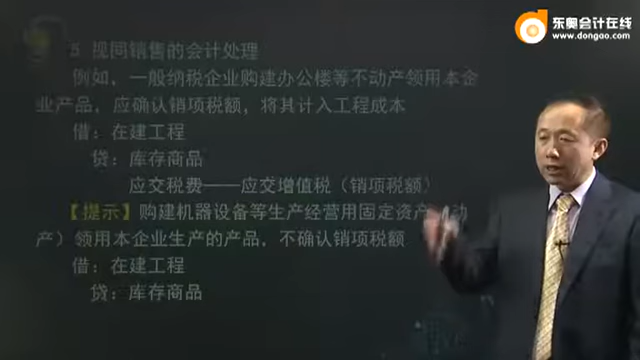 东奥会计在线
www.dongao.com
5 视同销售的会计处理
例如，一般纳税企业购建办公楼等不动产领用本企
业产品，应确认销项税额，将其计入工程成本
借：在建工程
贷：库存商品
应交税费——应交增值税（销项税额）
【提示】购建机器设备等生产经营用固定资产 动
产）领用本企业生产的产品，不确认销项税额
借：在建工程
贷：库存商品